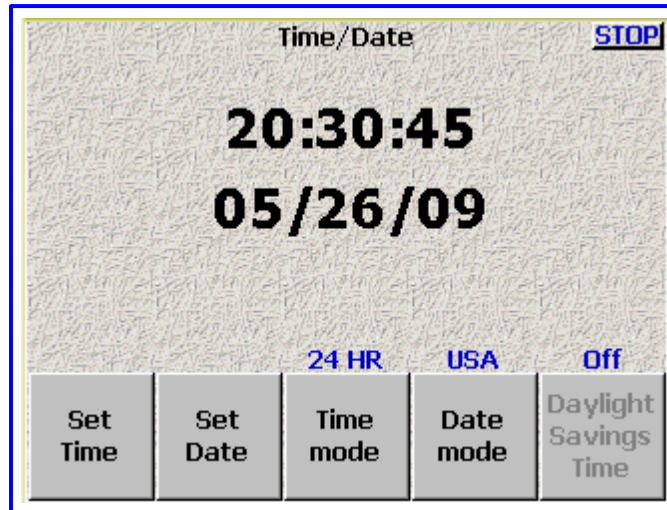 Time/Date STOP
20:30:45
05/26/09
24 HR USA Off
Set Time
Set Date
Time mode
Date mode
Daylight Savings Time